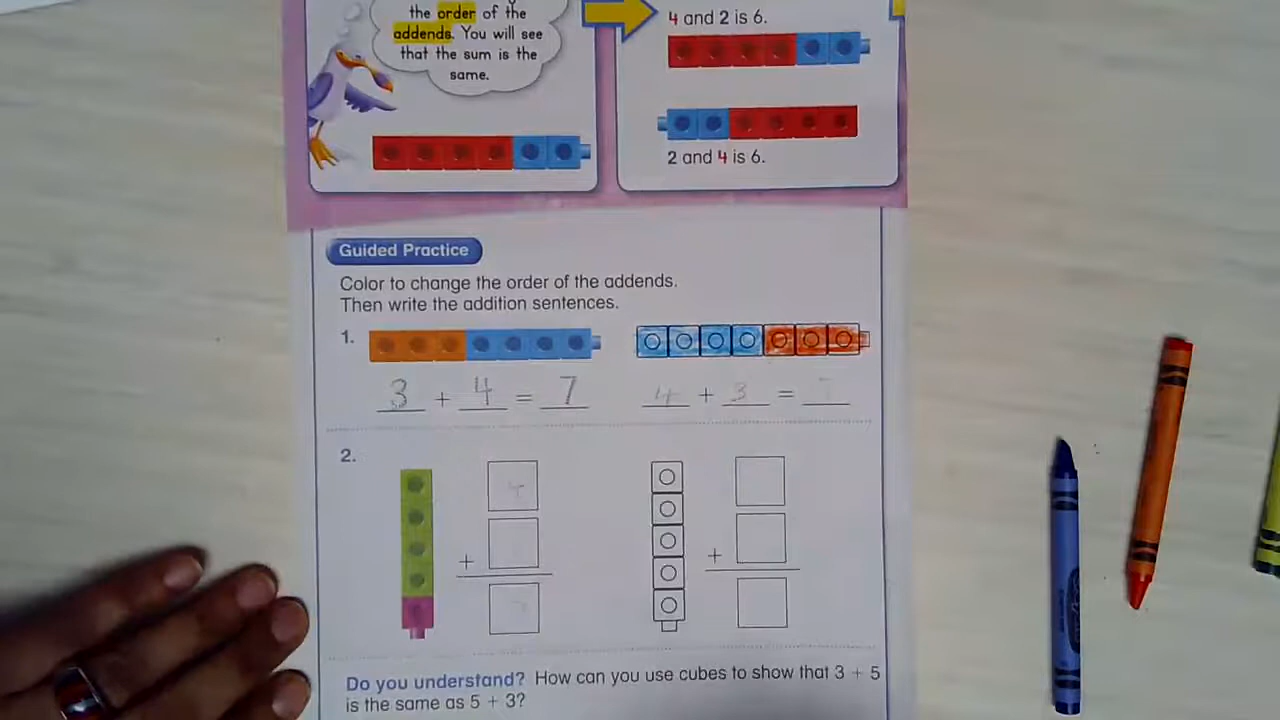 the order of the
addends. You will see
that the sum is the
same.
4 and 2 is 6.
2 and 4 is 6.
Guided Practice
Color to change the order of the addends.
Then write the addition sentences.
1.
3 + 4 = 7 4 + 3 = 7
2.
4
+
+
Do you understand? How can you use cubes to show that 3 + 5
is the same as 5 + 3?